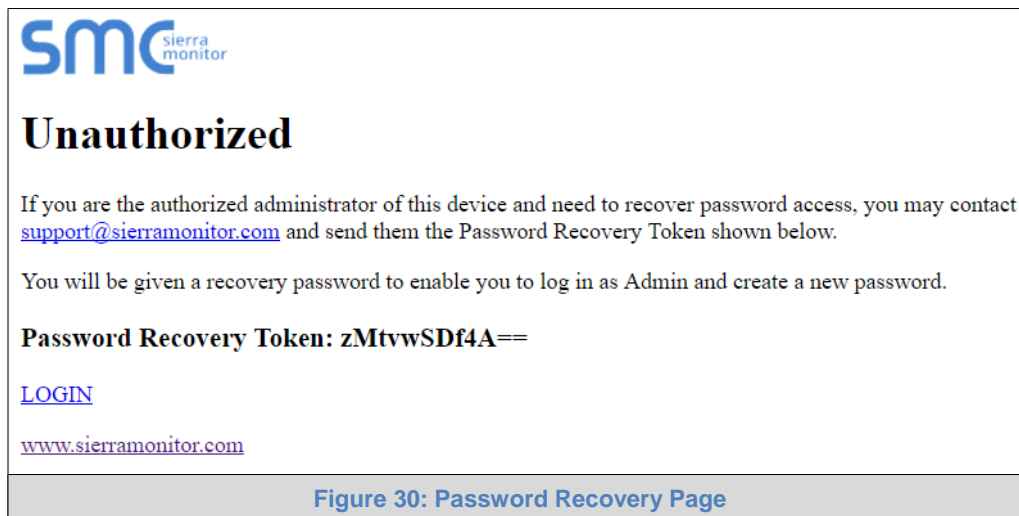 SMC sierra
monitor
Unauthorized
If you are the authorized administrator of this device and need to recover password access, you may contact
support@sierramonitor.com and send them the Password Recovery Token shown below.
You will be given a recovery password to enable you to log in as Admin and create a new password.
Password Recovery Token: zMtvwSDf4A==
LOGIN
www.sierramonitor.com
Figure 30: Password Recovery Page